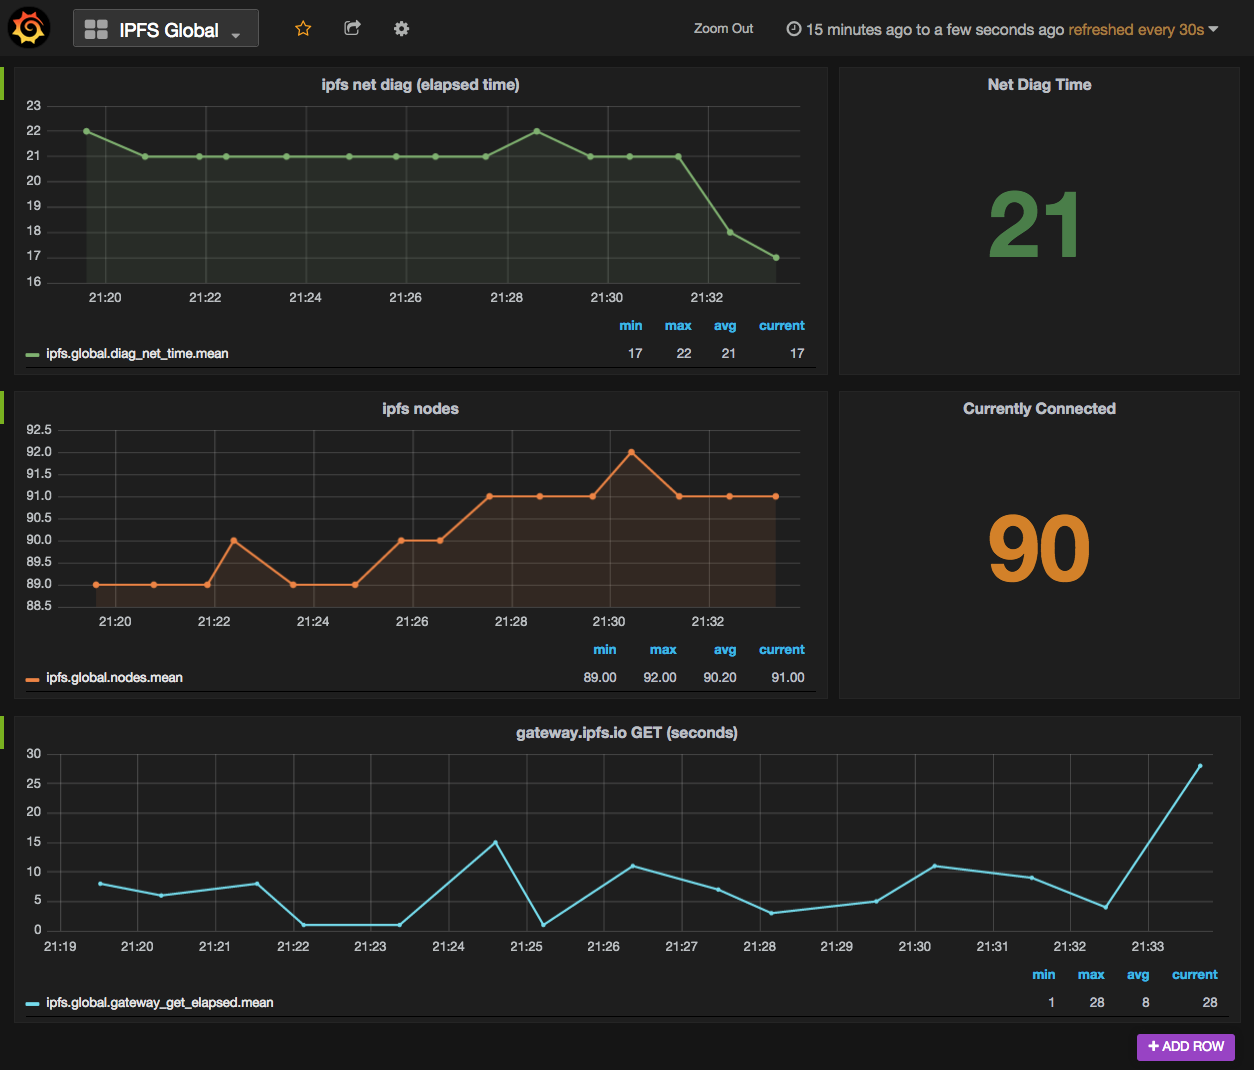 IPFS Global
Zoom Out
15 minutes ago to a few seconds ago refreshed every 30s
ipfs net diag (elapsed time)
23
22
21
20
19
18
17
16
21:20 21:22 21:24 21:26 21:28 21:30 21:32
min max avg current
ipfs.global.diag_net_time.mean 17 22 21 17
Net Diag Time
21
ipfs nodes
92.5
92.0
91.5
91.0
90.5
90.0
89.5
89.0
88.5
21:20 21:22 21:24 21:26 21:28 21:30 21:32
min max avg current
ipfs.global.nodes.mean 89.00 92.00 90.20 91.00
Currently Connected
90
gateway.ipfs.io GET (seconds)
30
25
20
15
10
5
0
21:19 21:20 21:21 21:22 21:23 21:24 21:25 21:26 21:27 21:28 21:29 21:30 21:31 21:32 21:33
min max avg current
ipfs.global.gateway_get_elapsed.mean 1 28 8 28
+ ADD ROW